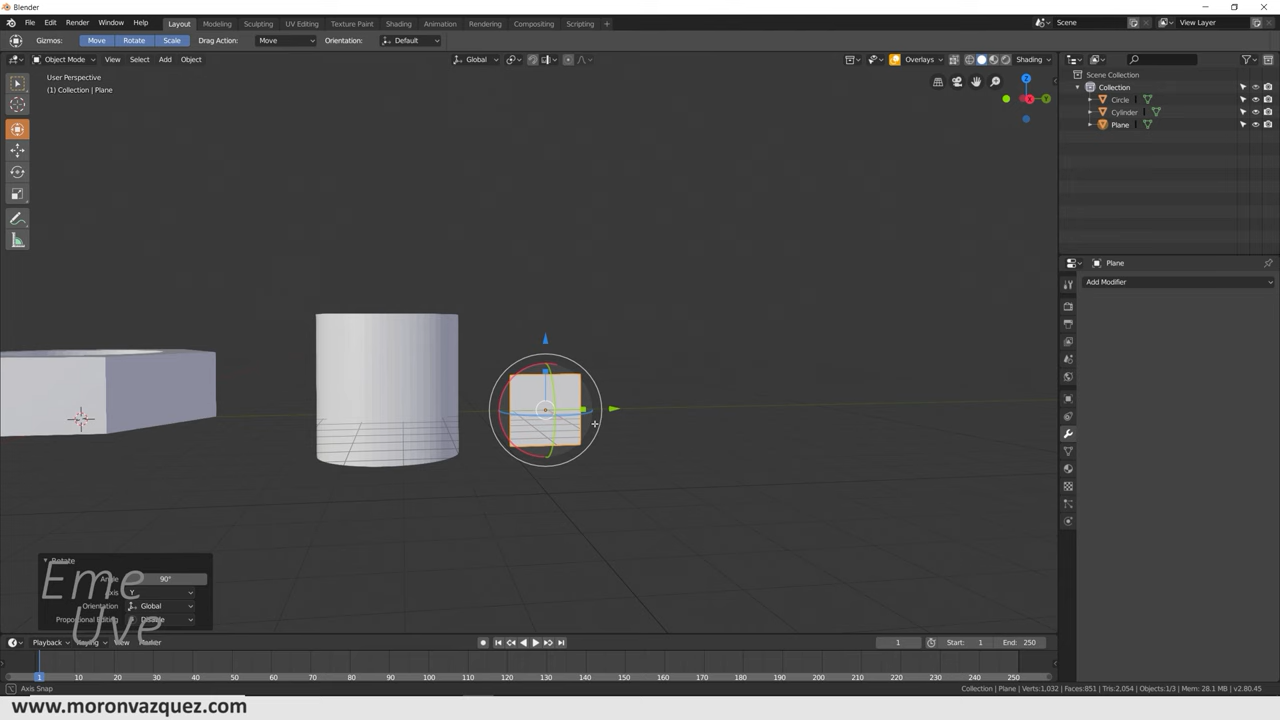 Blender
File Edit Render Window Help Layout Modeling Sculpting UV Editing Texture Paint Shading Animation Rendering Compositing Scripting + Scene View Layer
Gizmos: Move Rotate Scale Drag Action: Move Orientation: Default
Object Mode View Select Add Object Global Overlays Shading
User Perspective
(1) Collection | Plane
Z
X
Y
Scene Collection
Collection
Circle
Cylinder
Plane
Plane
Add Modifier
Rotate
Angle 90°
Axis Y
Orientation Global
Proportional Editing Disable
Eme
Uve
Playback Keying View Marker 1 Start: 1 End: 250
1 10 20 30 40 50 60 70 80 90 100 110 120 130 140 150 160 170 180 190 200 210 220 230 240 250
Axis Snap Collection | Plane | Verts:1,032 | Faces:851 | Tris:2,054 | Objects:1/3 | Mem: 28.1 MB | v2.80.45
www.moronvazquez.com